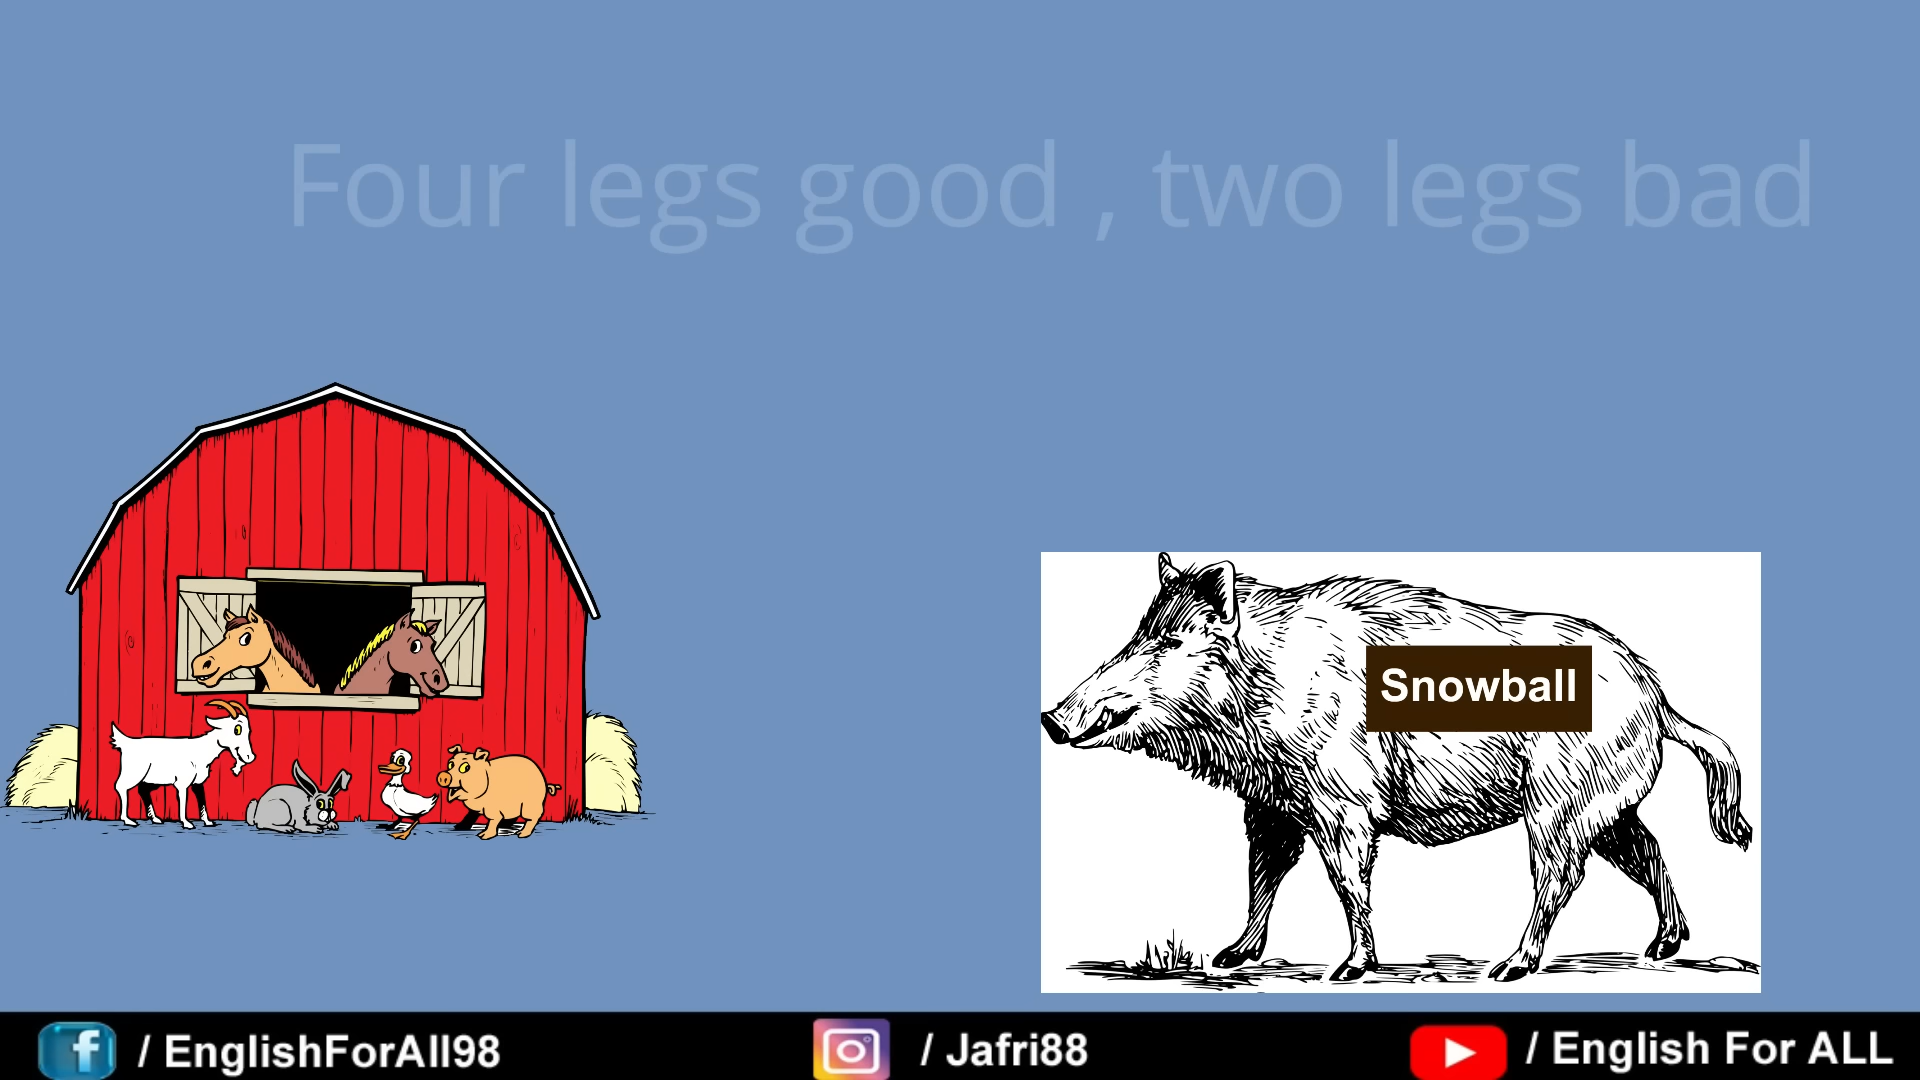 Four legs good , two legs bad
Snowball
/ EnglishForAll98
/ Jafri88
/ English For ALL